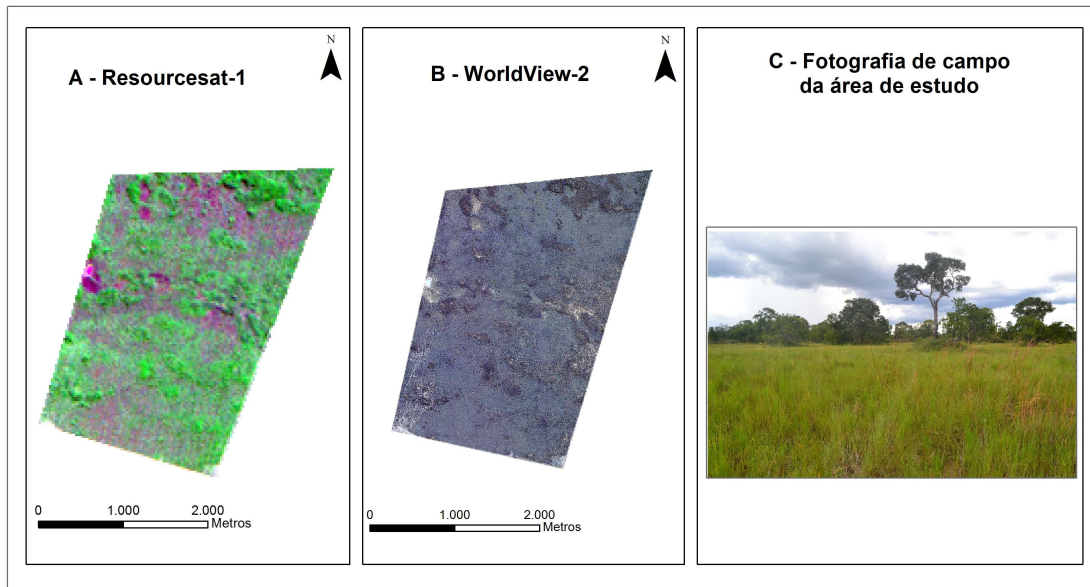 N
A - Resourcesat-1
0 1.000 2.000
Metros
N
B - WorldView-2
0 1.000 2.000
Metros
C - Fotografia de campo
da área de estudo